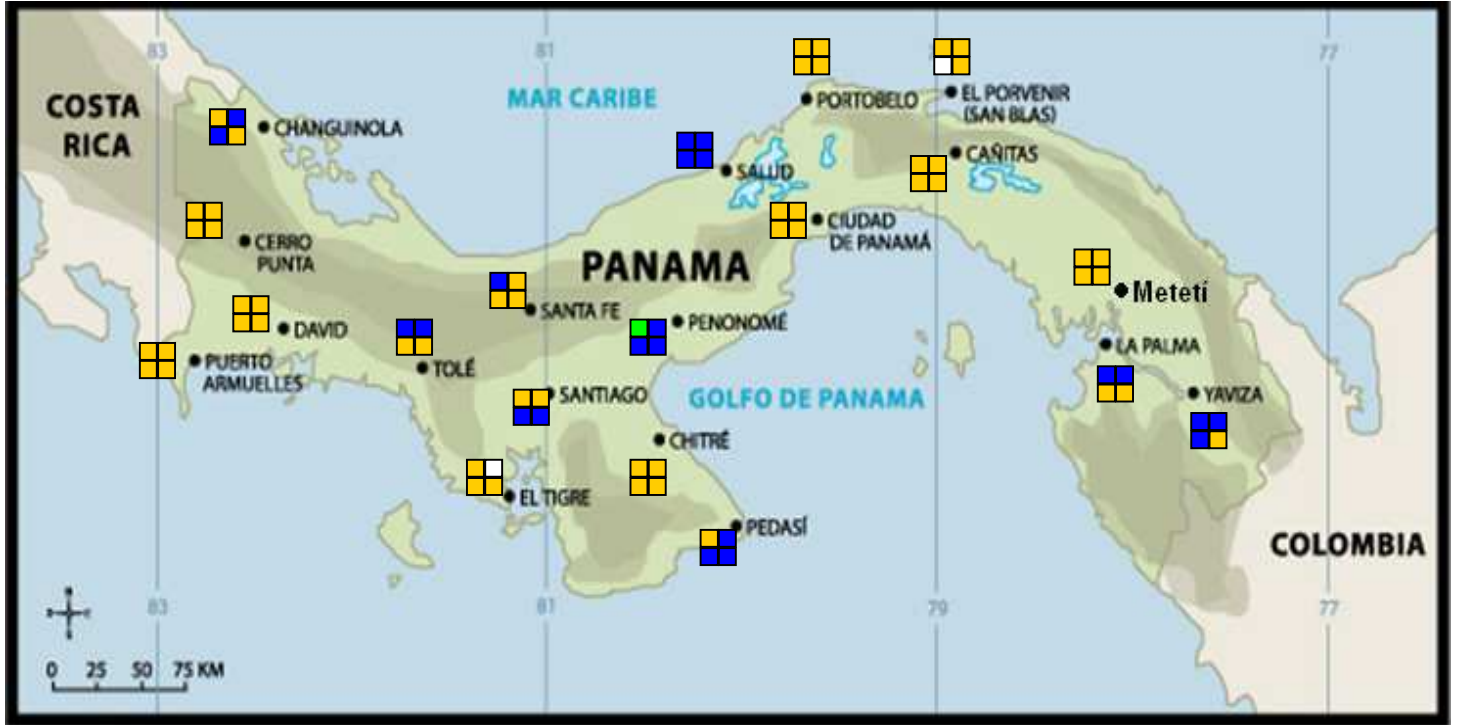 83
81
77
COSTA
RICA
MAR CARIBE
CHANGUINOLA
PORTOBELO
EL PORVENIR
(SAN BLAS)
SALUD
CAÑITAS
CERRO
PUNTA
CIUDAD
DE PANAMÁ
PANAMA
Metetí
SANTA FE
PENONOMÉ
DAVID
LA PALMA
PUERTO
ARMUELLES
TOLÉ
SANTIAGO
GOLFO DE PANAMA
YAVIZA
CHITRÉ
EL TIGRE
PEDASÍ
COLOMBIA
83
81
79
77
0 25 50 75 KM